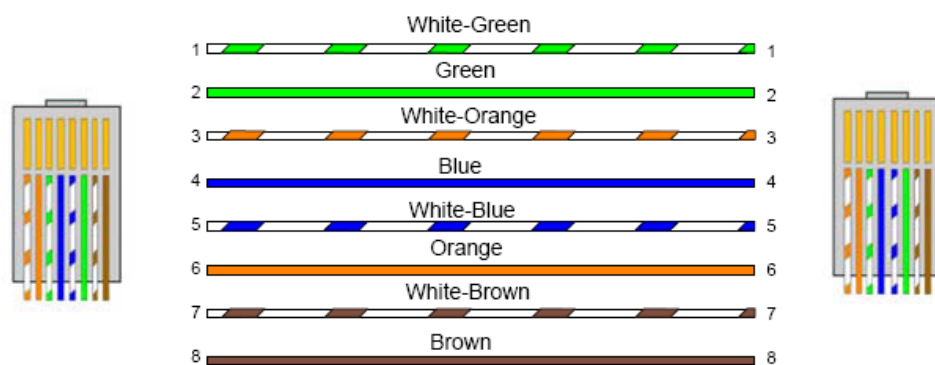 White-Green
1 1
Green
2 2
White-Orange
3 3
Blue
4 4
White-Blue
5 5
Orange
6 6
White-Brown
7 7
Brown
8 8